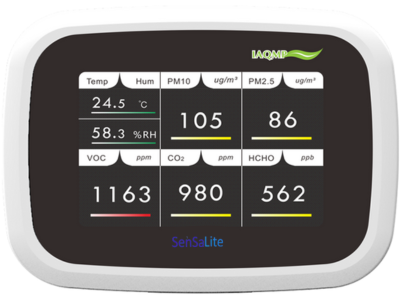 IAQMP
Temp Hum PM10 ug/m³ PM2.5 ug/m³
24.5 ℃
105 86
58.3 %RH
VOC ppm CO₂ ppm HCHO ppb
1163 980 562
SenSaLite